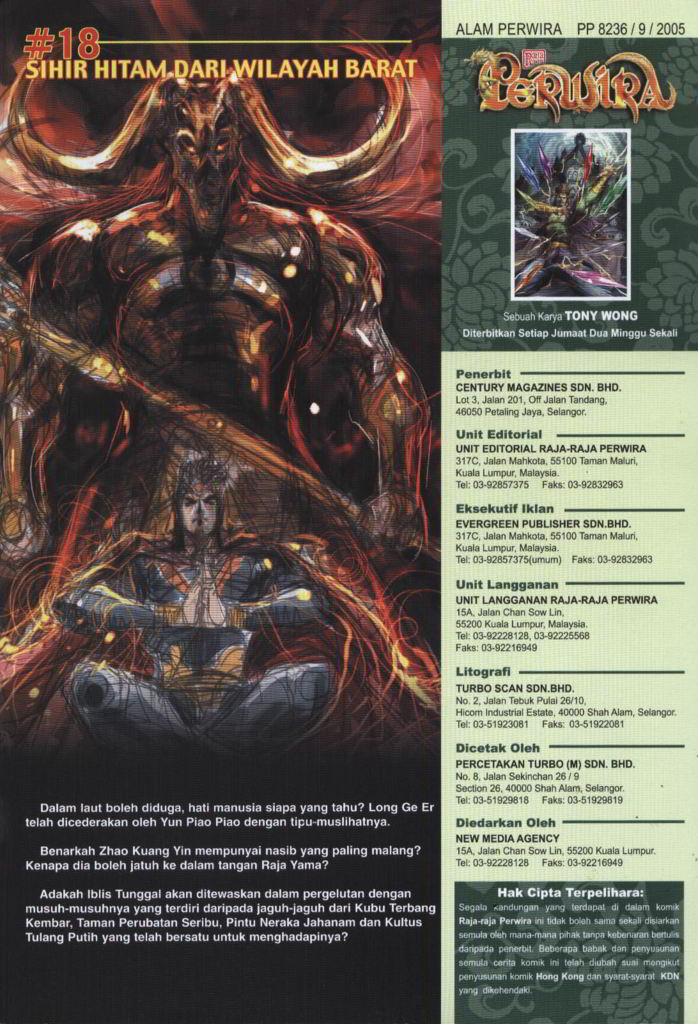 #18
SIHIR HITAM DARI WILAYAH BARAT
Dalam laut boleh diduga, hati manusia siapa yang tahu? Long Ge Er
telah dicederakan oleh Yun Piao Piao dengan tipu-muslihatnya.
Benarkah Zhao Kuang Yin mempunyai nasib yang paling malang?
Kenapa dia boleh jatuh ke dalam tangan Raja Yama?
Adakah Iblis Tunggal akan ditewaskan dalam pergelutan dengan
musuh-musuhnya yang terdiri daripada jaguh-jaguh dari Kubu Terbang
Kembar, Taman Perubatan Seribu, Pintu Neraka Jahanam dan Kultus
Tulang Putih yang telah bersatu untuk menghadapinya?
ALAM PERWIRA PP 8236 / 9 / 2005
PERWIRA
Sebuah Karya TONY WONG
Diterbitkan Setiap Jumaat Dua Minggu Sekali
Penerbit
CENTURY MAGAZINES SDN. BHD.
Lot 3, Jalan 201, Off Jalan Tandang,
46050 Petaling Jaya, Selangor.
Unit Editorial
UNIT EDITORIAL RAJA-RAJA PERWIRA
317C, Jalan Mahkota, 55100 Taman Maluri,
Kuala Lumpur, Malaysia.
Tel: 03-92857375 Faks: 03-92832963
Eksekutif Iklan
EVERGREEN PUBLISHER SDN.BHD.
317C, Jalan Mahkota, 55100 Taman Maluri,
Kuala Lumpur, Malaysia.
Tel: 03-92857375(umum) Faks: 03-92832963
Unit Langganan
UNIT LANGGANAN RAJA-RAJA PERWIRA
15A, Jalan Chan Sow Lin,
55200 Kuala Lumpur, Malaysia.
Tel: 03-92228128, 03-92225568
Faks: 03-92216949
Litografi
TURBO SCAN SDN.BHD.
No. 2, Jalan Tebuk Pulai 26/10,
Hicom Industrial Estate, 40000 Shah Alam, Selangor.
Tel: 03-51923081 Faks: 03-51922081
Dicetak Oleh
PERCETAKAN TURBO (M) SDN. BHD.
No. 8, Jalan Sekinchan 26 / 9
Section 26, 40000 Shah Alam, Selangor.
Tel: 03-51929818 Faks: 03-51929819
Diedarkan Oleh
NEW MEDIA AGENCY
15A, Jalan Chan Sow Lin, 55200 Kuala Lumpur.
Tel: 03-92228128 Faks: 03-92216949
Hak Cipta Terpelihara:
Segala kandungan yang terdapat di dalam komik
Raja-raja Perwira ini tidak boleh sama sekali disiarkan
semula oleh mana-mana pihak tanpa kebenaran bertulis
daripada penerbit. Beberapa babak dan penyusunan
semula cerita komik ini telah diubah suai mengikut
penyusunan komik Hong Kong dan syarat-syarat KDN
yang dikehendaki.